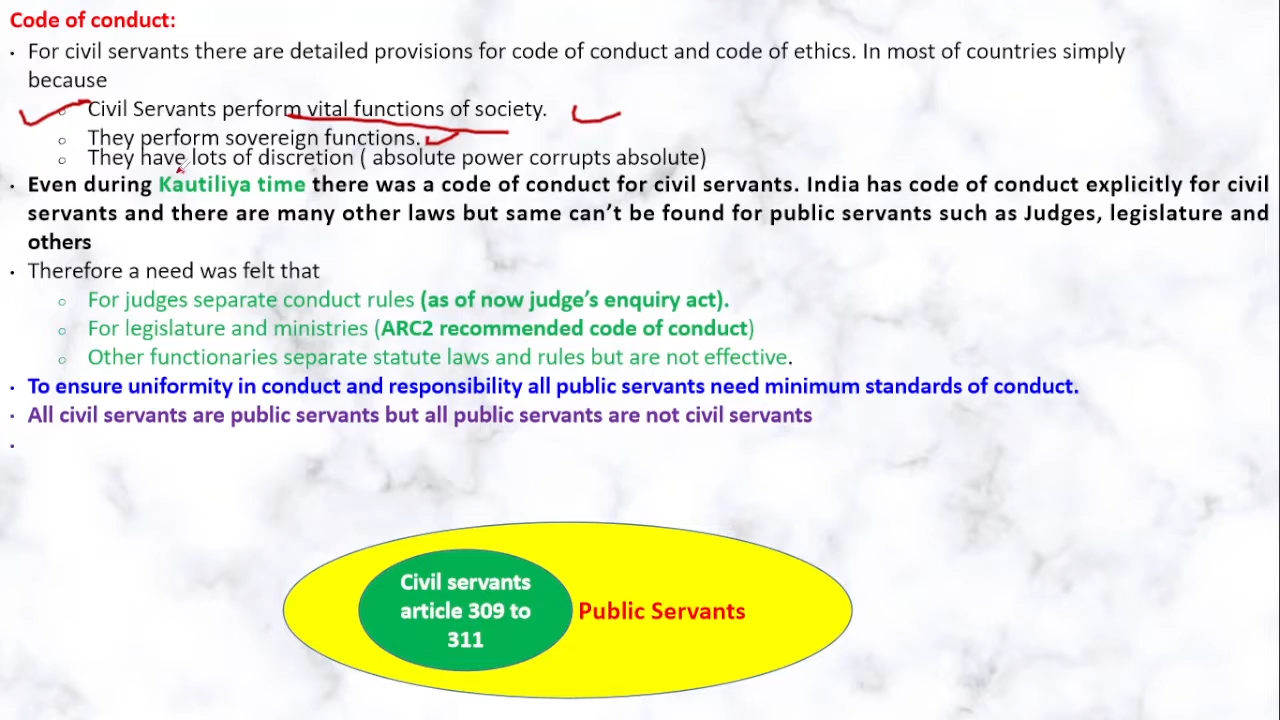 Code of conduct:
· For civil servants there are detailed provisions for code of conduct and code of ethics. In most of countries simply
because
○ Civil Servants perform vital functions of society.
○ They perform sovereign functions.
○ They have lots of discretion ( absolute power corrupts absolute)
· Even during Kautiliya time there was a code of conduct for civil servants. India has code of conduct explicitly for civil
servants and there are many other laws but same can’t be found for public servants such as Judges, legislature and
others
· Therefore a need was felt that
○ For judges separate conduct rules (as of now judge’s enquiry act).
○ For legislature and ministries (ARC2 recommended code of conduct)
○ Other functionaries separate statute laws and rules but are not effective.
· To ensure uniformity in conduct and responsibility all public servants need minimum standards of conduct.
· All civil servants are public servants but all public servants are not civil servants
·
Civil servants
article 309 to
311
Public Servants